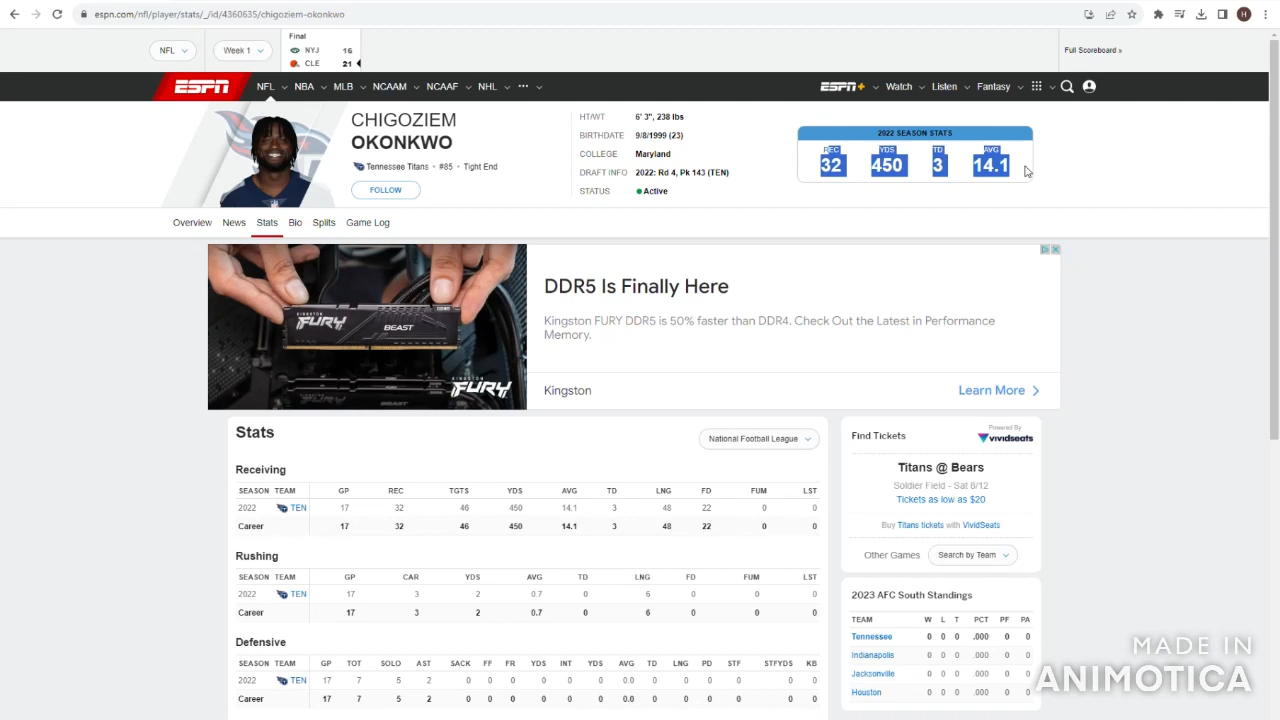 espn.com/nfl/player/stats/_/id/4360635/chigoziem-okonkwo
H
NFL
Week 1
Final
NYJ 16
CLE 21
Full Scoreboard »
ESPN NFL NBA MLB NCAAM NCAAF NHL ••• ESPN+ Watch Listen Fantasy
CHIGOZIEM
OKONKWO
Tennessee Titans • #85 • Tight End
FOLLOW
HT/WT 6' 3", 238 lbs
BIRTHDATE 9/8/1999 (23)
COLLEGE Maryland
DRAFT INFO 2022: Rd 4, Pk 143 (TEN)
STATUS Active
2022 SEASON STATS
REC YDS TD AVG
32 450 3 14.1
Overview News Stats Bio Splits Game Log
KINGSTON
FURY
BEAST
KINGSTON
FURY
DDR5 Is Finally Here
Kingston FURY DDR5 is 50% faster than DDR4. Check Out the Latest in Performance
Memory.
Kingston Learn More
Stats
National Football League
Receiving
SEASON TEAM GP REC TGTS YDS AVG TD LNG FD FUM LST
2022 TEN 17 32 46 450 14.1 3 48 22 0 0
Career 17 32 46 450 14.1 3 48 22 0 0
Rushing
SEASON TEAM GP CAR YDS AVG TD LNG FD FUM LST
2022 TEN 17 3 2 0.7 0 6 0 0 0
Career 17 3 2 0.7 0 6 0 0 0
Defensive
SEASON TEAM GP TOT SOLO AST SACK FF FR YDS INT YDS AVG TD LNG PD STF STFYDS KB
2022 TEN 17 7 5 2 0 0 0 0 0 0 0.0 0 0 0 0 0 0
Career 17 7 5 2 0 0 0 0 0 0 0.0 0 0 0 0 0 0
Find Tickets
Powered By
vividseats
Titans @ Bears
Soldier Field - Sat 8/12
Tickets as low as $20
Buy Titans tickets with VividSeats
Other Games Search by Team
2023 AFC South Standings
TEAM W L T PCT PF PA
Tennessee 0 0 0 .000 0 0
Indianapolis 0 0 0 .000 0 0
Jacksonville 0 0 0 .000 0 0
Houston 0 0 0 .000 0 0
MADE IN
ANIMOTICA